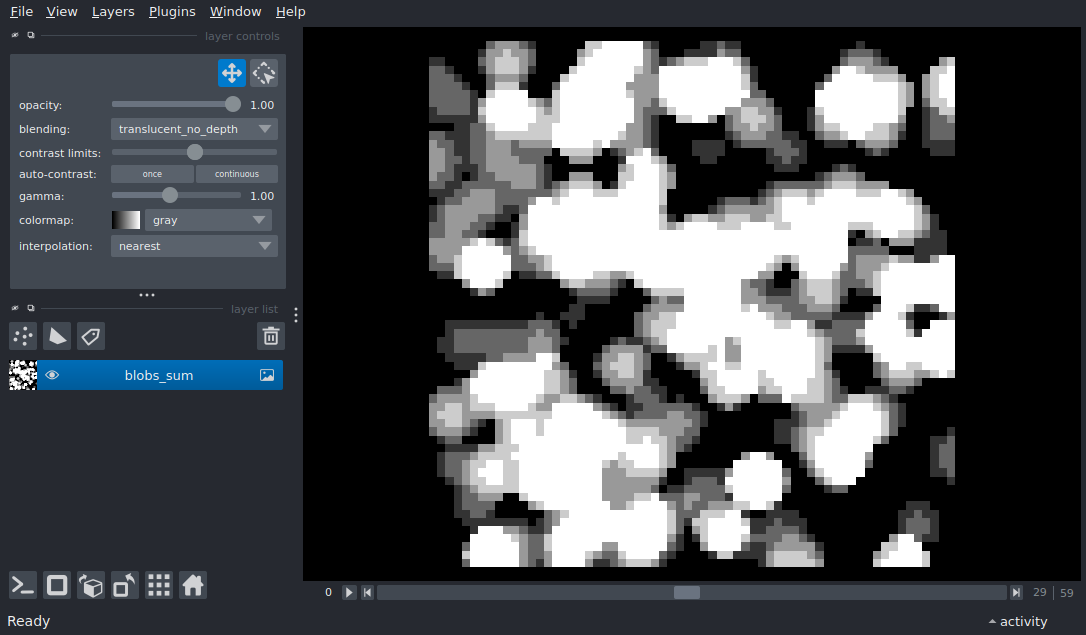 File View Layers Plugins Window Help
layer controls
opacity: 1.00
blending: translucent_no_depth
contrast limits:
auto-contrast: once continuous
gamma: 1.00
colormap: gray
interpolation: nearest
layer list
blobs_sum
0 29 59
Ready activity